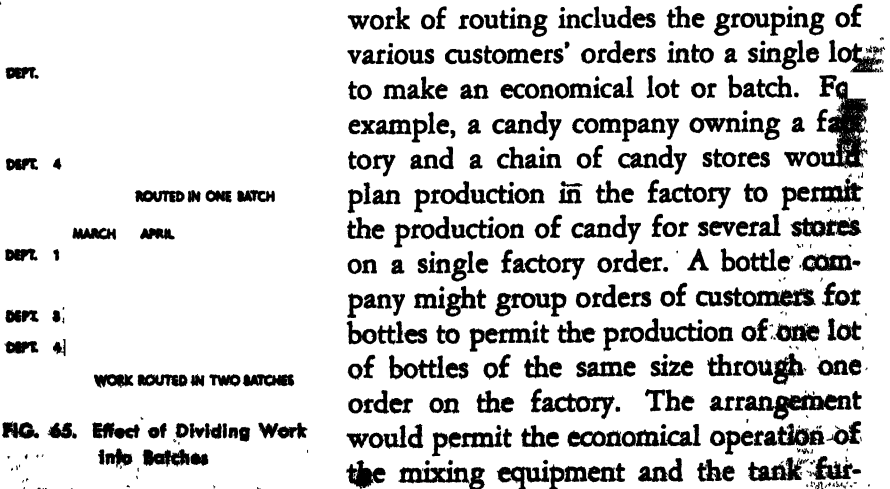 DEPT.
DEPT. 4
ROUTED IN ONE BATCH
MARCH APRIL
DEPT. 1
DEPT. 3
DEPT. 4
WORK ROUTED IN TWO BATCHES
FIG. 65. Effect of Dividing Work
into Batches
work of routing includes the grouping of
various customers' orders into a single lot
to make an economical lot or batch. Fo
example, a candy company owning a fac
tory and a chain of candy stores would
plan production in the factory to permit
the production of candy for several stores
on a single factory order. A bottle com-
pany might group orders of customers for
bottles to permit the production of one lot
of bottles of the same size through one
order on the factory. The arrangement
would permit the economical operation of
the mixing equipment and the tank fur-